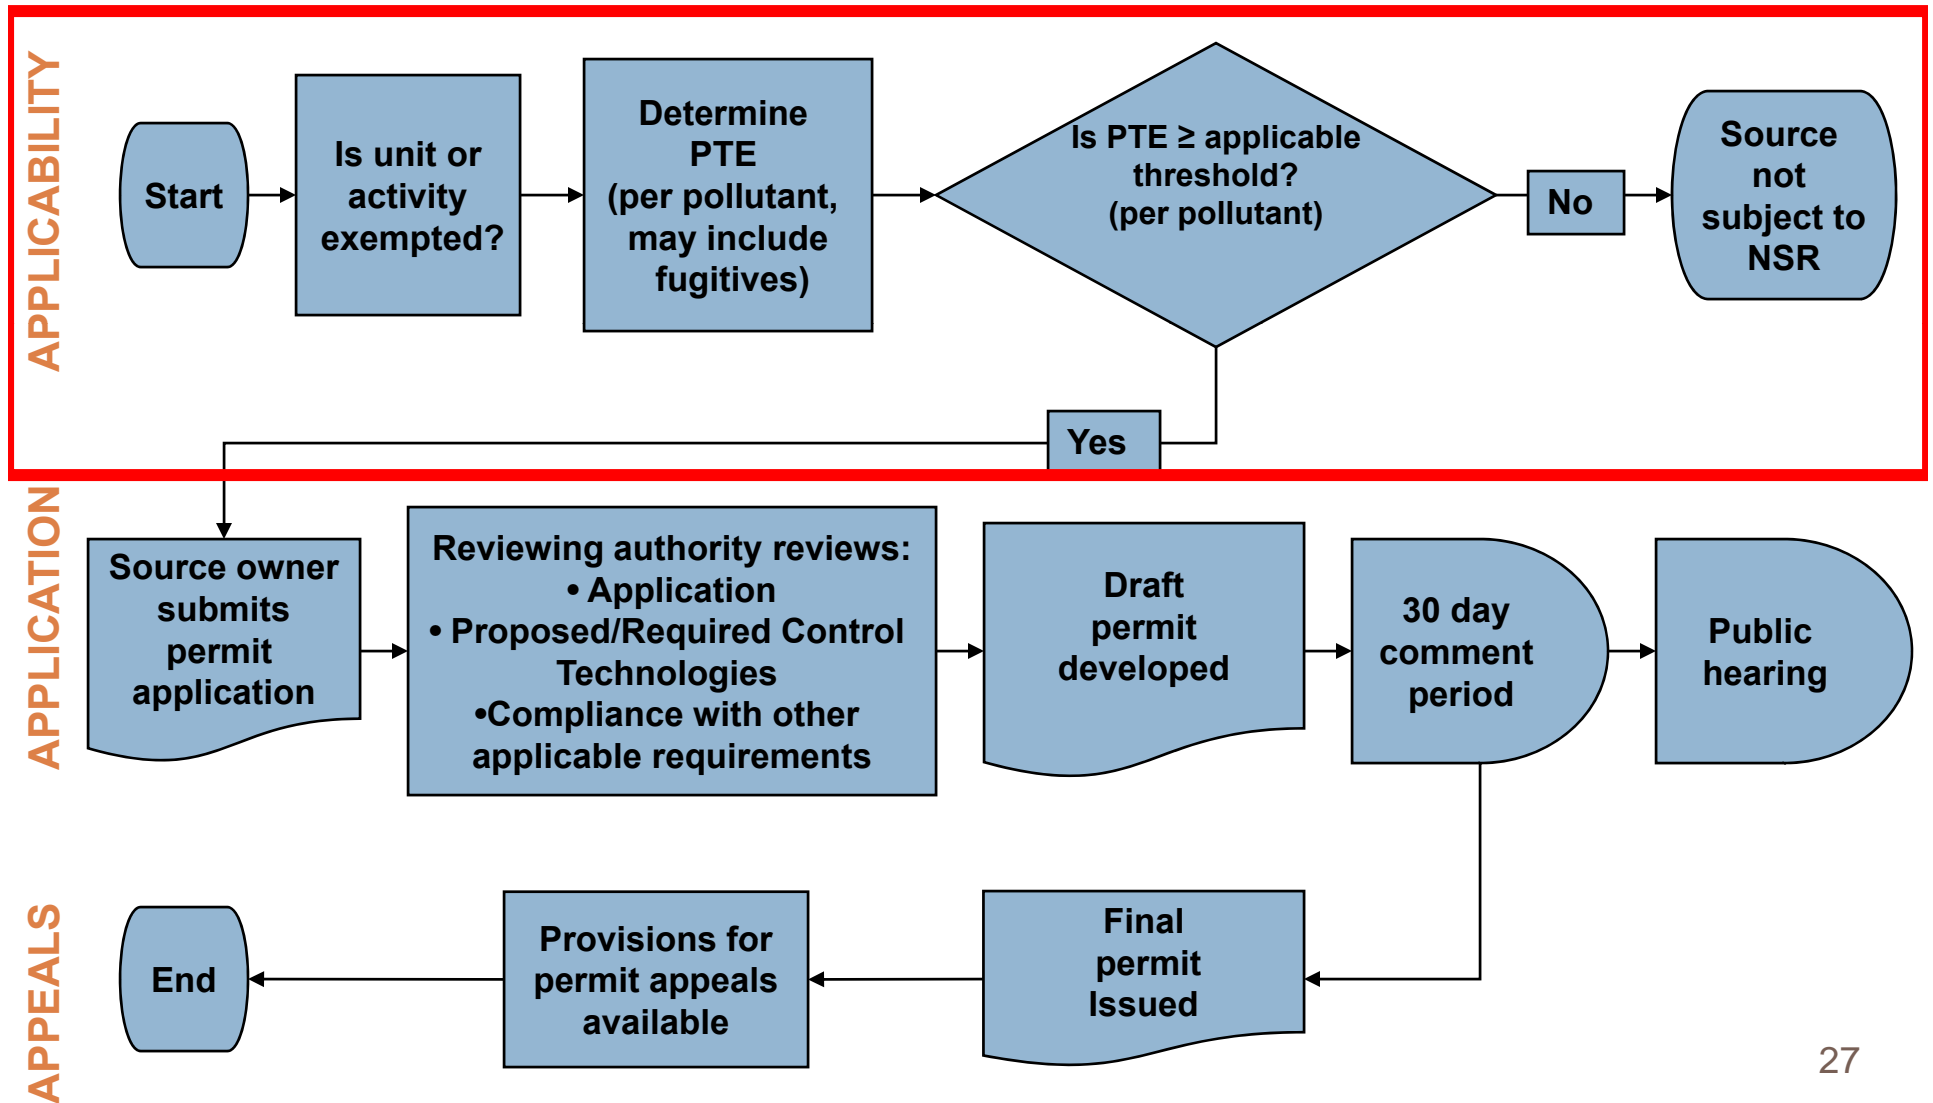 APPLICABILITY
Start
Is unit or
activity
exempted?
Determine
PTE
(per pollutant,
may include
fugitives)
Is PTE ≥ applicable
threshold?
(per pollutant)
No
Source
not
subject to
NSR
Yes
APPLICATION
Source owner
submits
permit
application
Reviewing authority reviews:
• Application
• Proposed/Required Control
Technologies
•Compliance with other
applicable requirements
Draft
permit
developed
30 day
comment
period
Public
hearing
APPEALS
End
Provisions for
permit appeals
available
Final
permit
Issued
27